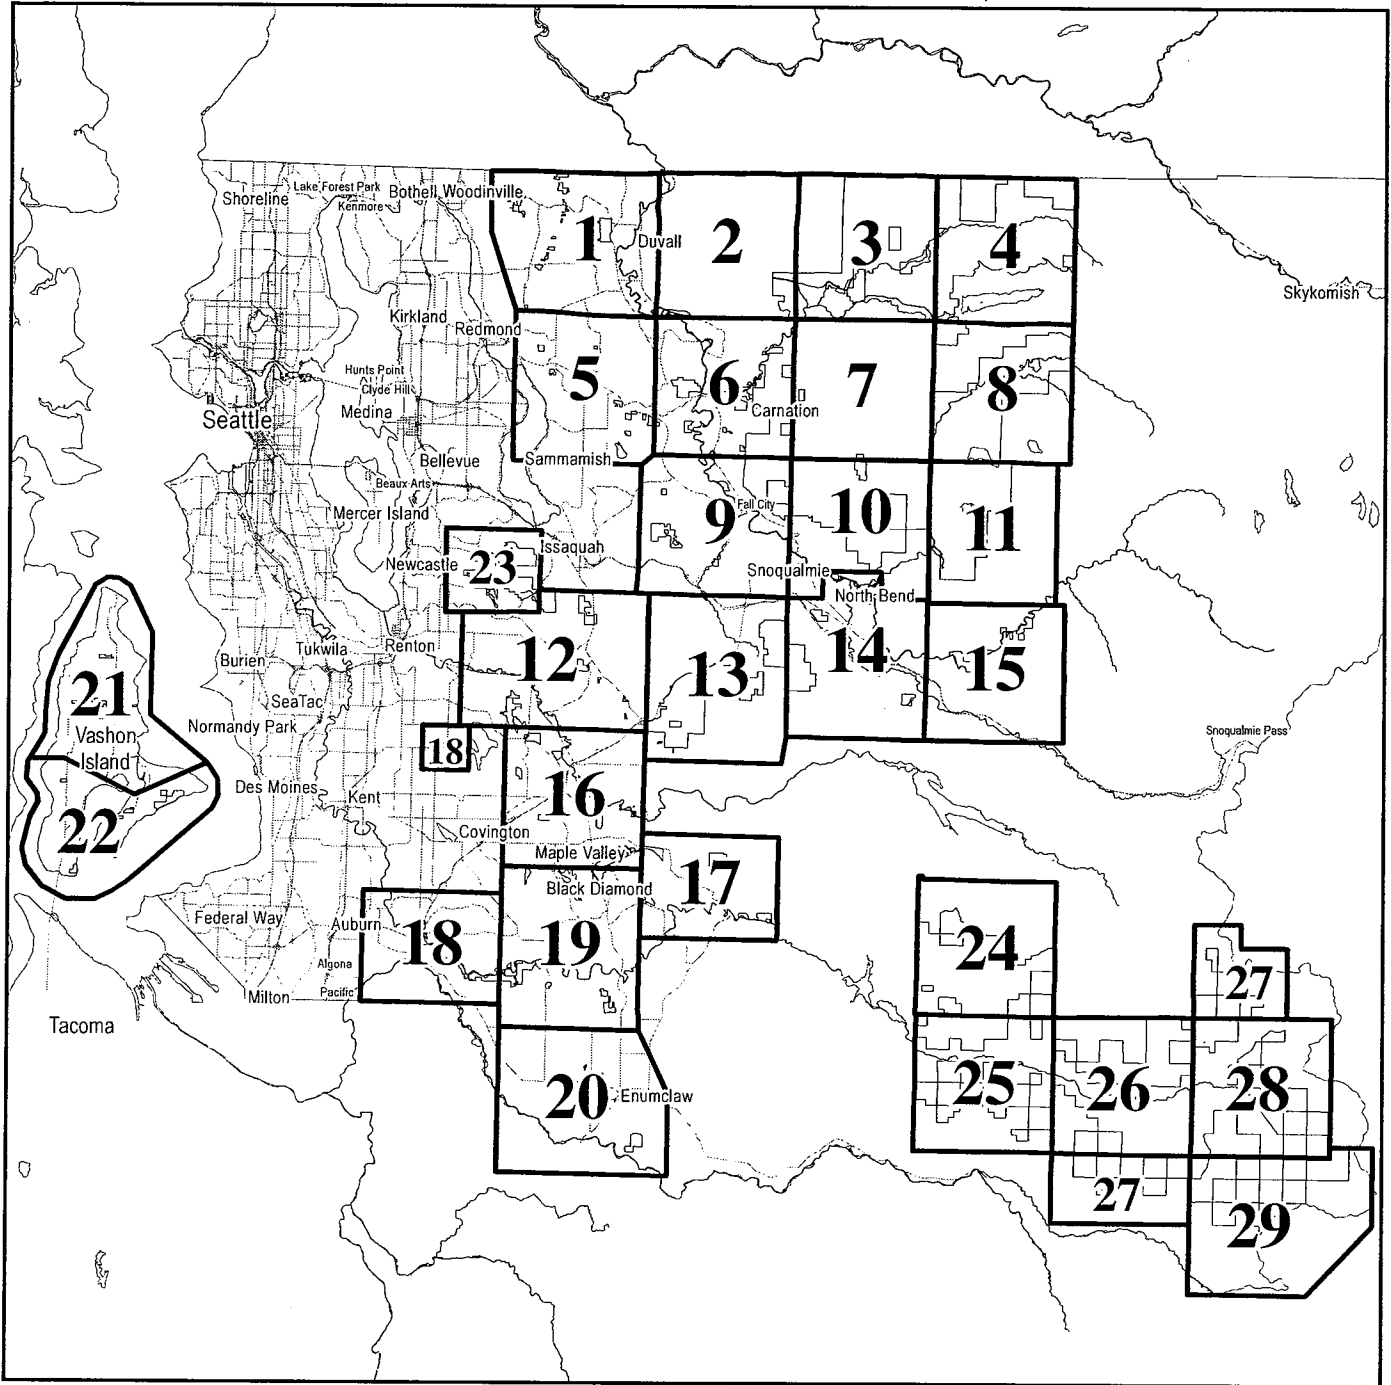 Lake Forest Park
Bothell Woodinville
Shoreline
Kenmore
1
Duvall
2
3
4
Skykomish
Kirkland
Redmond
Hunts Point
Clyde Hill
5
6
7
8
Seattle
Medina
Carnation
Bellevue
Sammamish
Beaux Arts
Mercer Island
9
Fall City
10
11
Newcastle
23
Issaquah
Snoqualmie
North Bend
Burien
Tukwila
Renton
12
13
14
15
21
Vashon
Island
SeaTac
Normandy Park
18
Snoqualmie Pass
Des Moines
Kent
16
22
Covington
Maple Valley
Black Diamond
17
Federal Way
Auburn
18
19
24
Algona
Pacific
Milton
27
Tacoma
20
Enumclaw
25
26
28
27
29